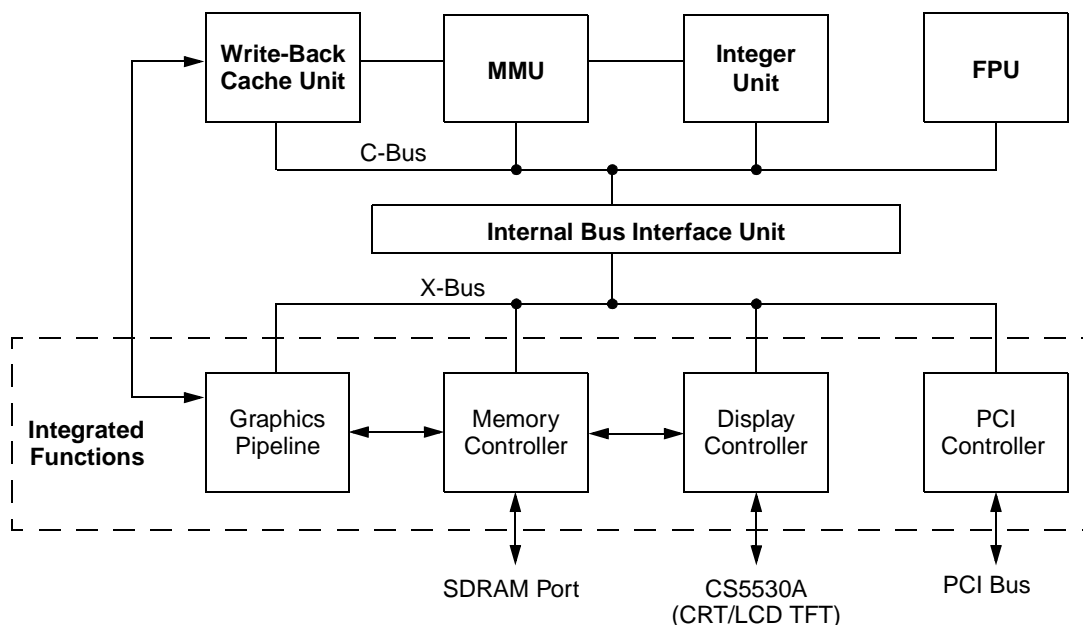 Write-Back
Cache Unit
MMU
Integer
Unit
FPU
C-Bus
Internal Bus Interface Unit
X-Bus
Integrated
Functions
Graphics
Pipeline
Memory
Controller
Display
Controller
PCI
Controller
SDRAM Port
CS5530A
(CRT/LCD TFT)
PCI Bus